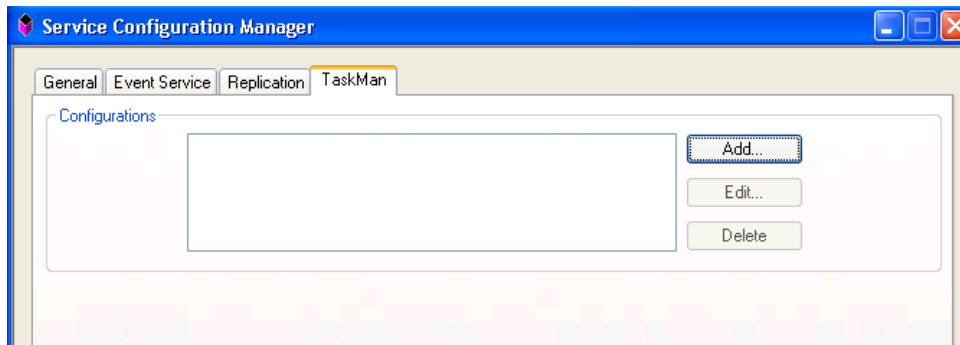 Service Configuration Manager
General Event Service Replication TaskMan
Configurations
Add...
Edit...
Delete